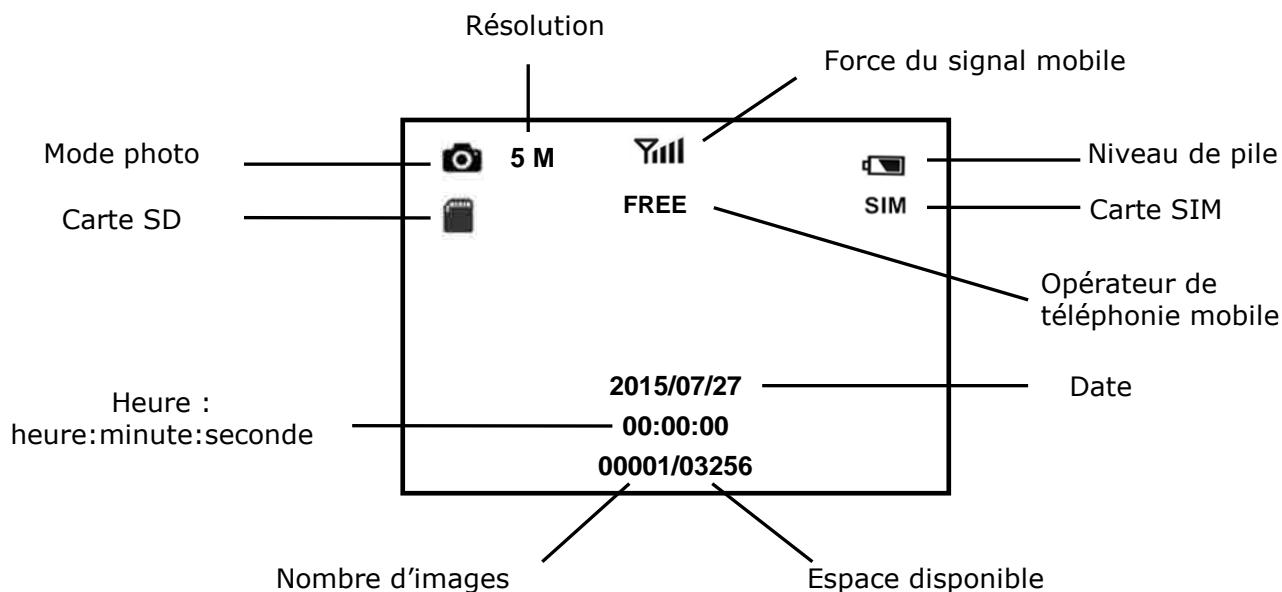 Résolution
Force du signal mobile
Mode photo
5 M
Niveau de pile
Carte SD
FREE
SIM
Carte SIM
Opérateur de
téléphonie mobile
2015/07/27
Date
Heure :
heure:minute:seconde
00:00:00
00001/03256
Nombre d’images
Espace disponible